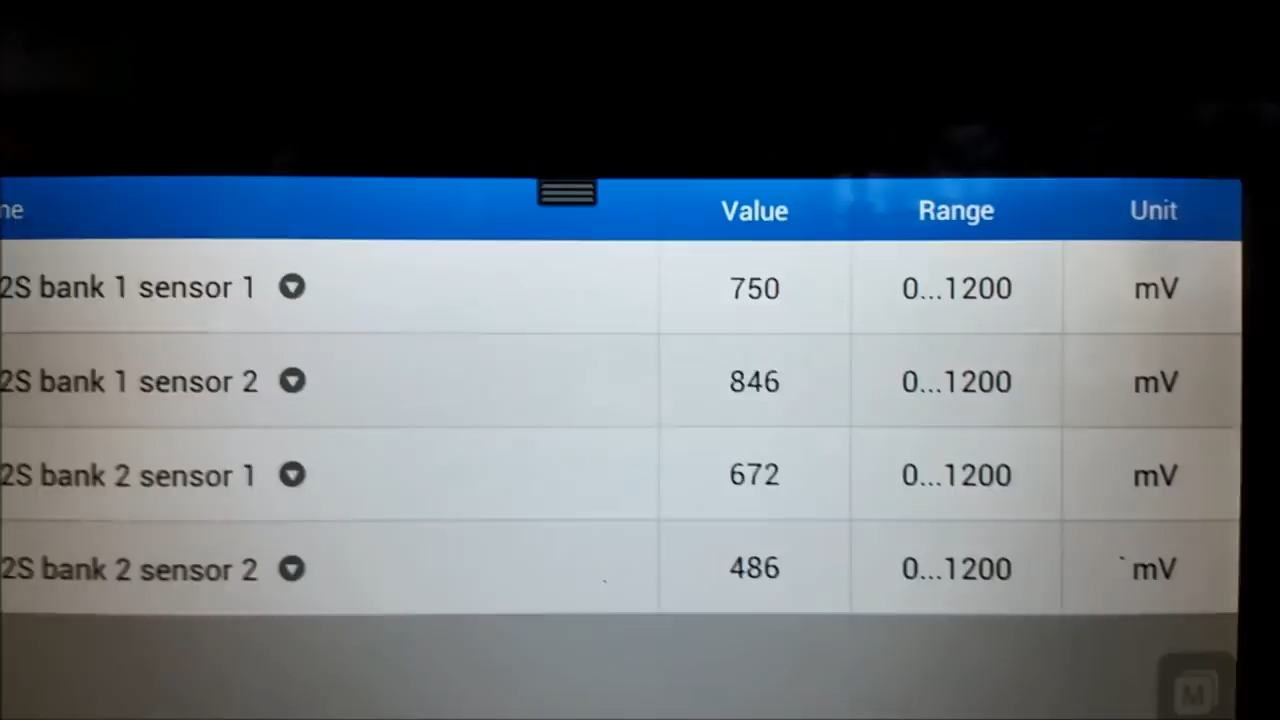 ne Value Range Unit
2S bank 1 sensor 1 750 0...1200 mV
2S bank 1 sensor 2 846 0...1200 mV
2S bank 2 sensor 1 672 0...1200 mV
2S bank 2 sensor 2 486 0...1200 mV
M